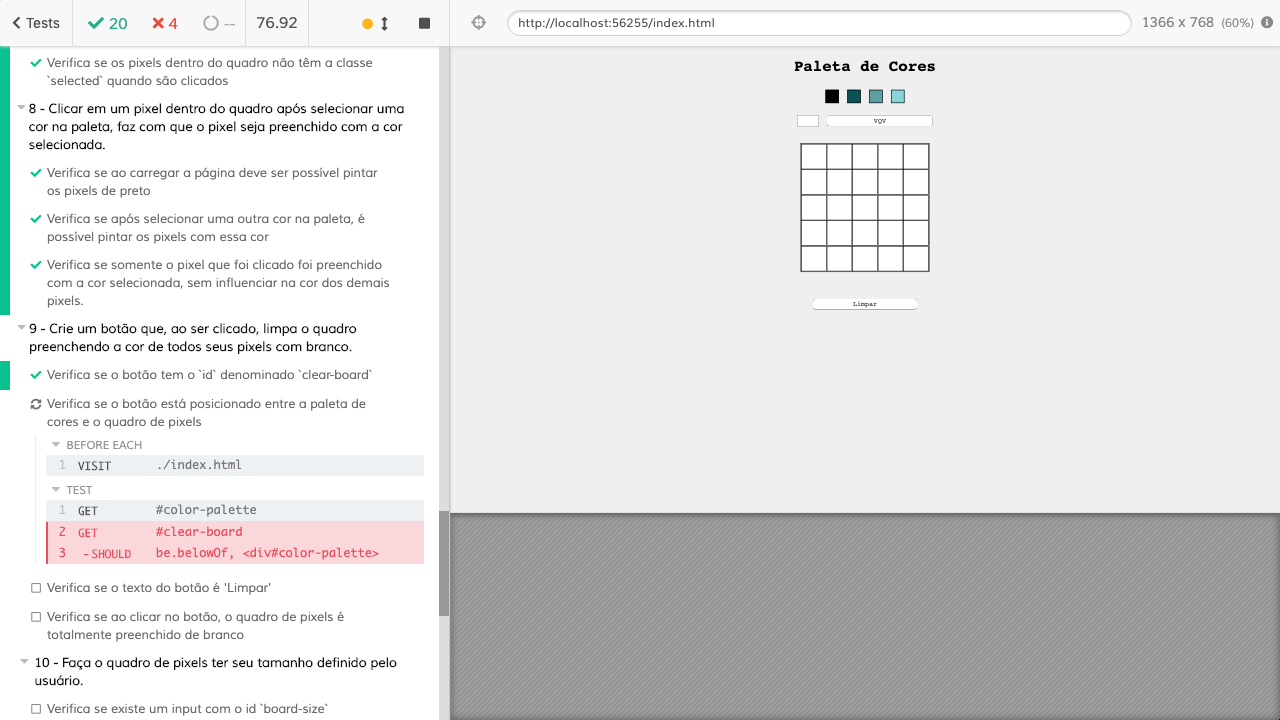 Tests
20
4
--
76.92
http://localhost:56255/index.html
1366 x 768 (60%)
Verifica se os pixels dentro do quadro não têm a classe
`selected` quando são clicados
8 - Clicar em um pixel dentro do quadro após selecionar uma
cor na paleta, faz com que o pixel seja preenchido com a cor
selecionada.
Verifica se ao carregar a página deve ser possível pintar
os pixels de preto
Verifica se após selecionar uma outra cor na paleta, é
possível pintar os pixels com essa cor
Verifica se somente o pixel que foi clicado foi preenchido
com a cor selecionada, sem influenciar na cor dos demais
pixels.
9 - Crie um botão que, ao ser clicado, limpa o quadro
preenchendo a cor de todos seus pixels com branco.
Verifica se o botão tem o `id` denominado `clear-board`
Verifica se o botão está posicionado entre a paleta de
cores e o quadro de pixels
BEFORE EACH
1 VISIT ./index.html
TEST
1 GET #color-palette
2 GET #clear-board
3 -SHOULD be.belowOf, <div#color-palette>
Verifica se o texto do botão é 'Limpar'
Verifica se ao clicar no botão, o quadro de pixels é
totalmente preenchido de branco
10 - Faça o quadro de pixels ter seu tamanho definido pelo
usuário.
Verifica se existe um input com o id `board-size`
Paleta de Cores
VQV
Limpar